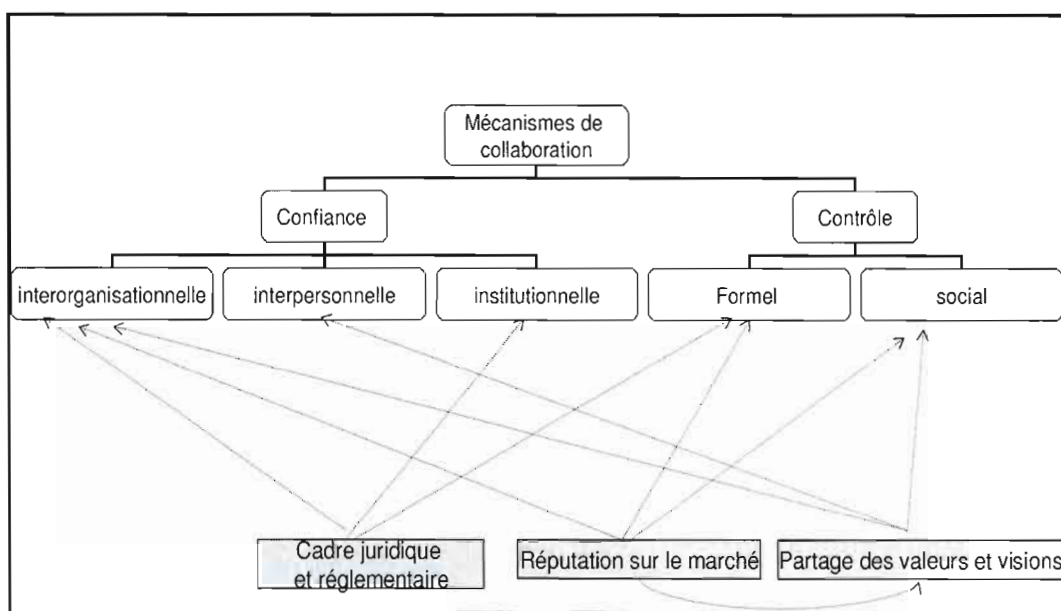 Mécanismes de
collaboration
Confiance
Contrôle
interorganisationnelle
interpersonnelle
institutionnelle
Formel
social
Cadre juridique
et réglementaire
Réputation sur le marché
Partage des valeurs et visions